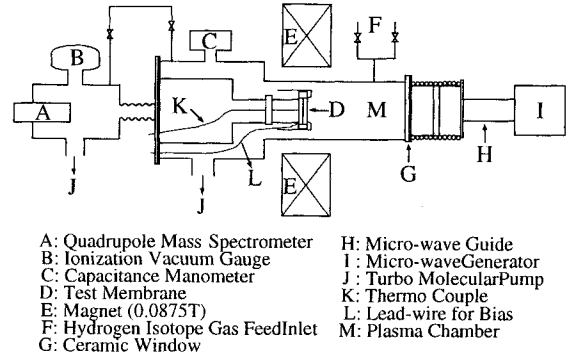 E
F
B
C
A
K
D
M
I
J
L
E
G
H
J
A: Quadrupole Mass Spectrometer
B: Ionization Vacuum Gauge
C: Capacitance Manometer
D: Test Membrane
E: Magnet (0.0875T)
F: Hydrogen Isotope Gas FeedInlet
G: Ceramic Window
H: Micro-wave Guide
I : Micro-waveGenerator
J : Turbo MolecularPump
K: Thermo Couple
L: Lead-wire for Bias
M: Plasma Chamber